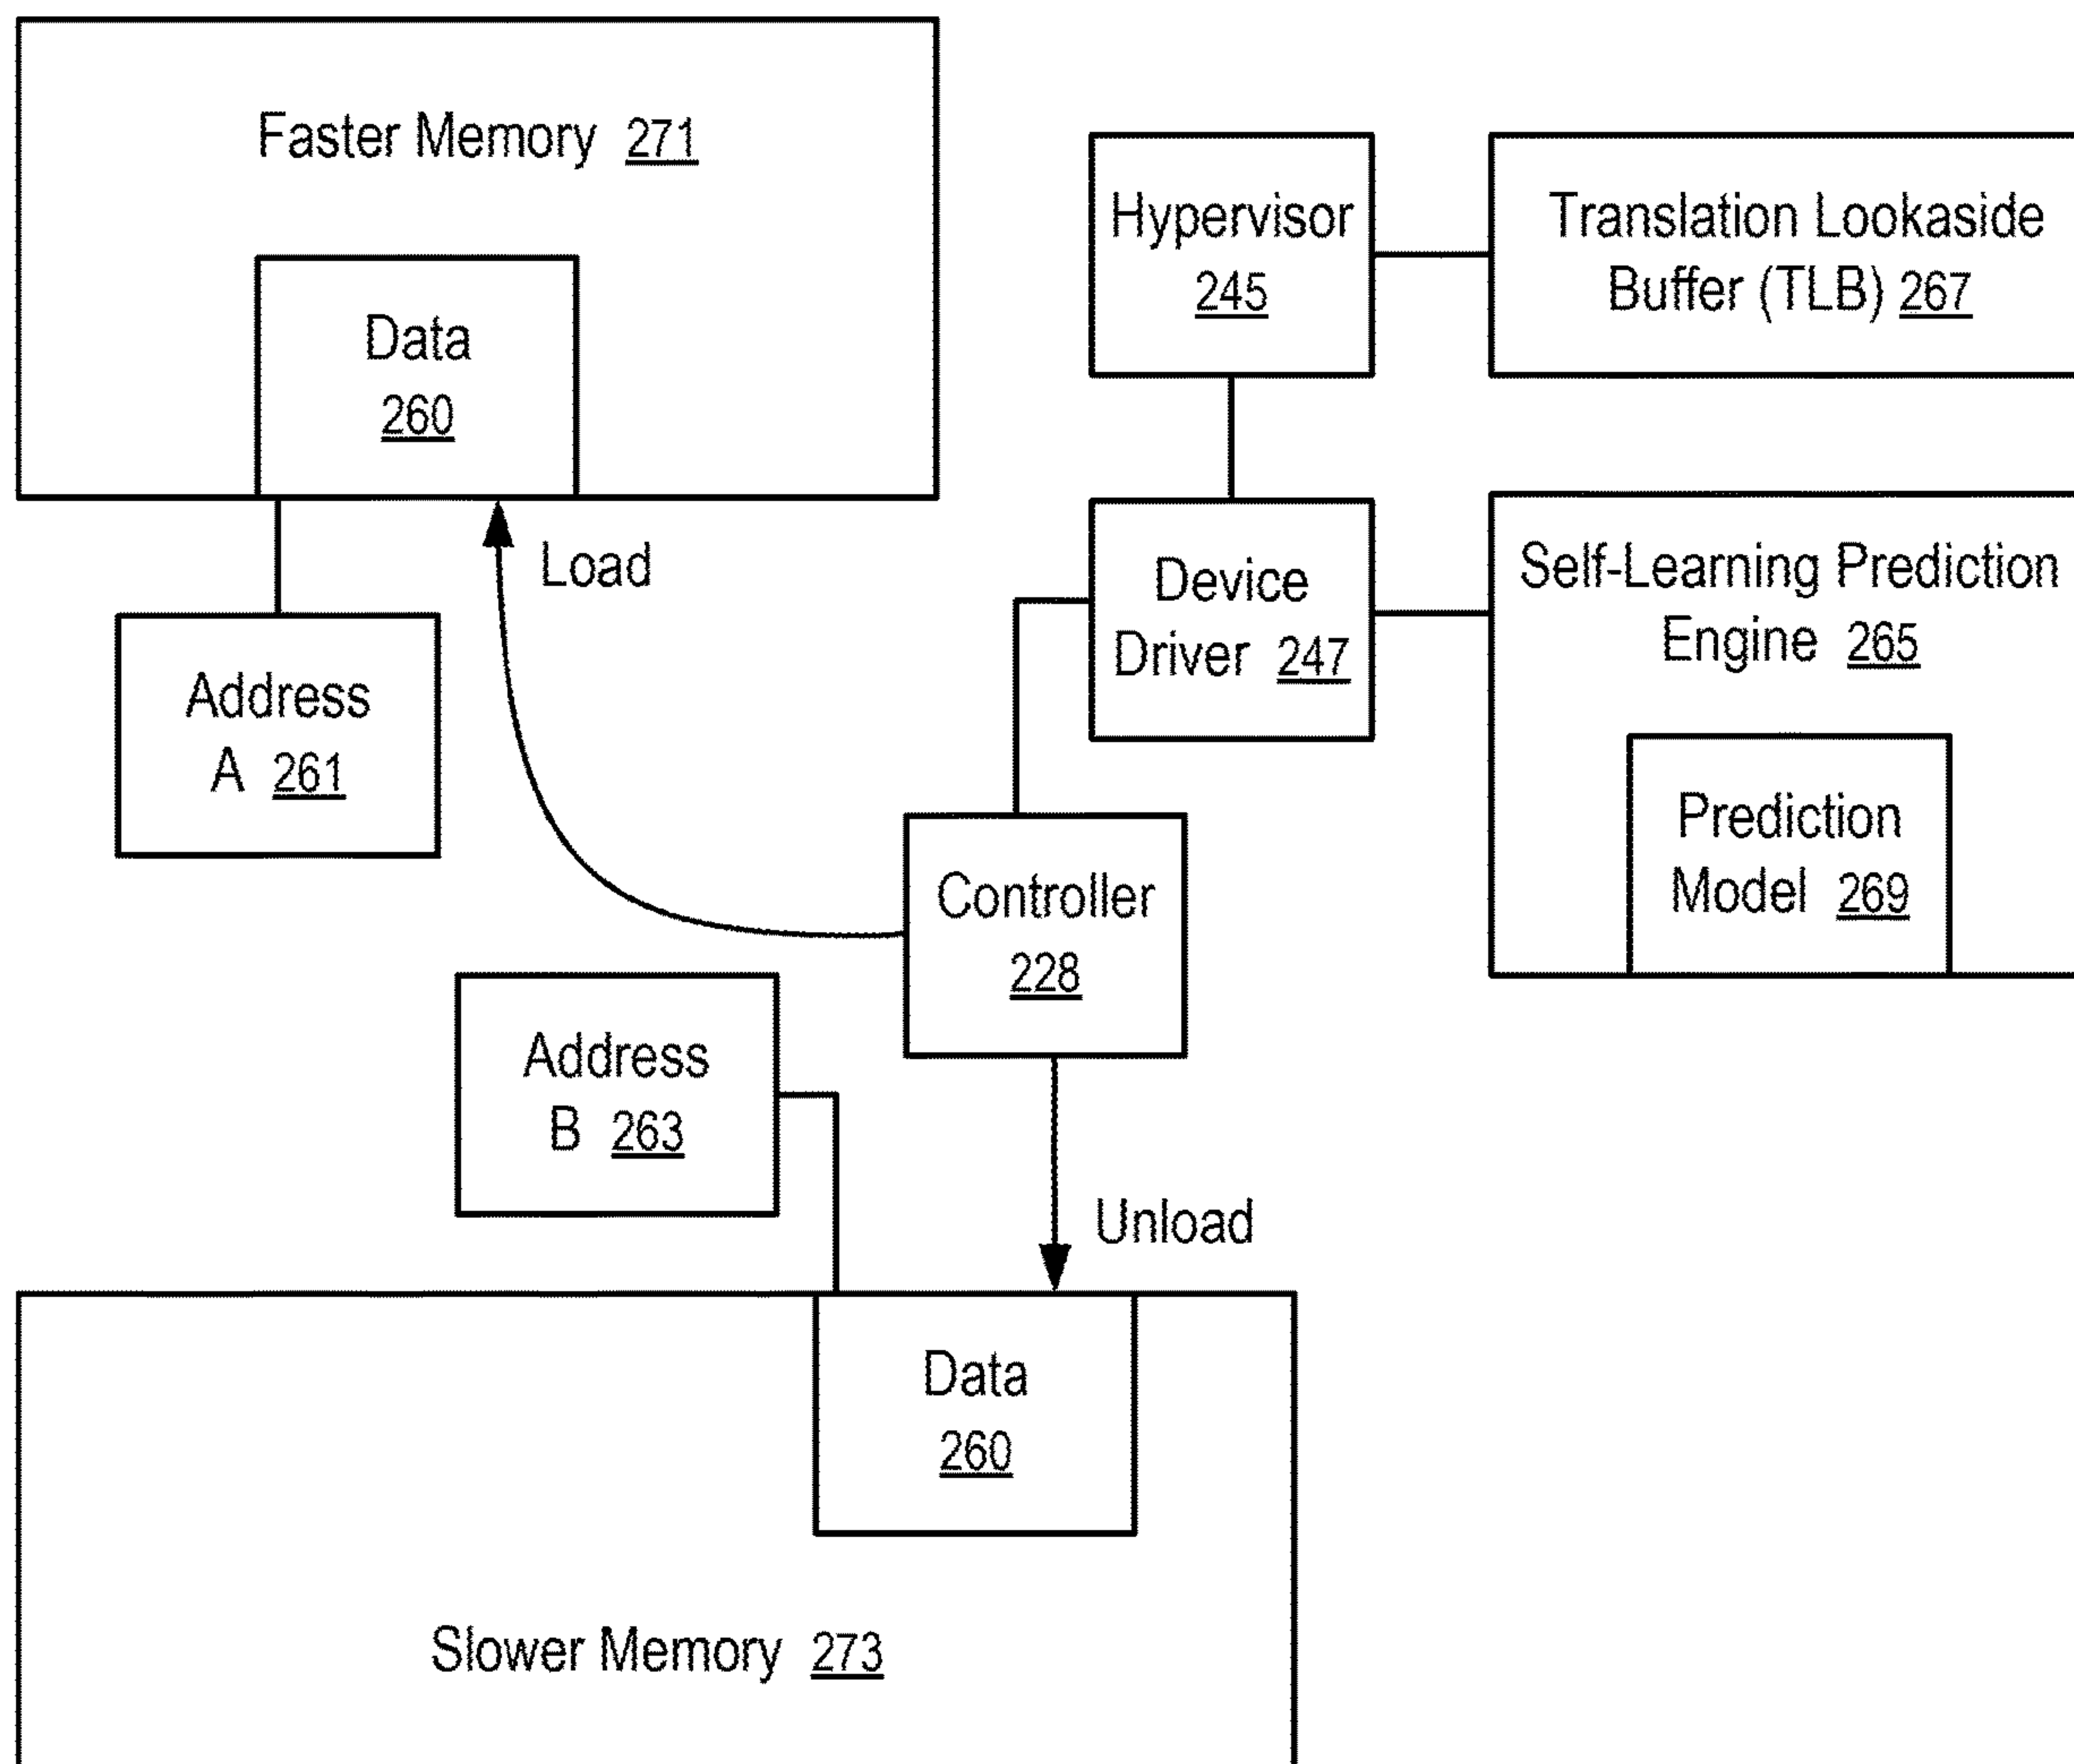 Faster Memory 271
Data
260
Hypervisor
245
Translation Lookaside
Buffer (TLB) 267
Load
Device
Driver 247
Self-Learning Prediction
Engine 265
Address
A 261
Prediction
Model 269
Controller
228
Address
B 263
Unload
Data
260
Slower Memory 273